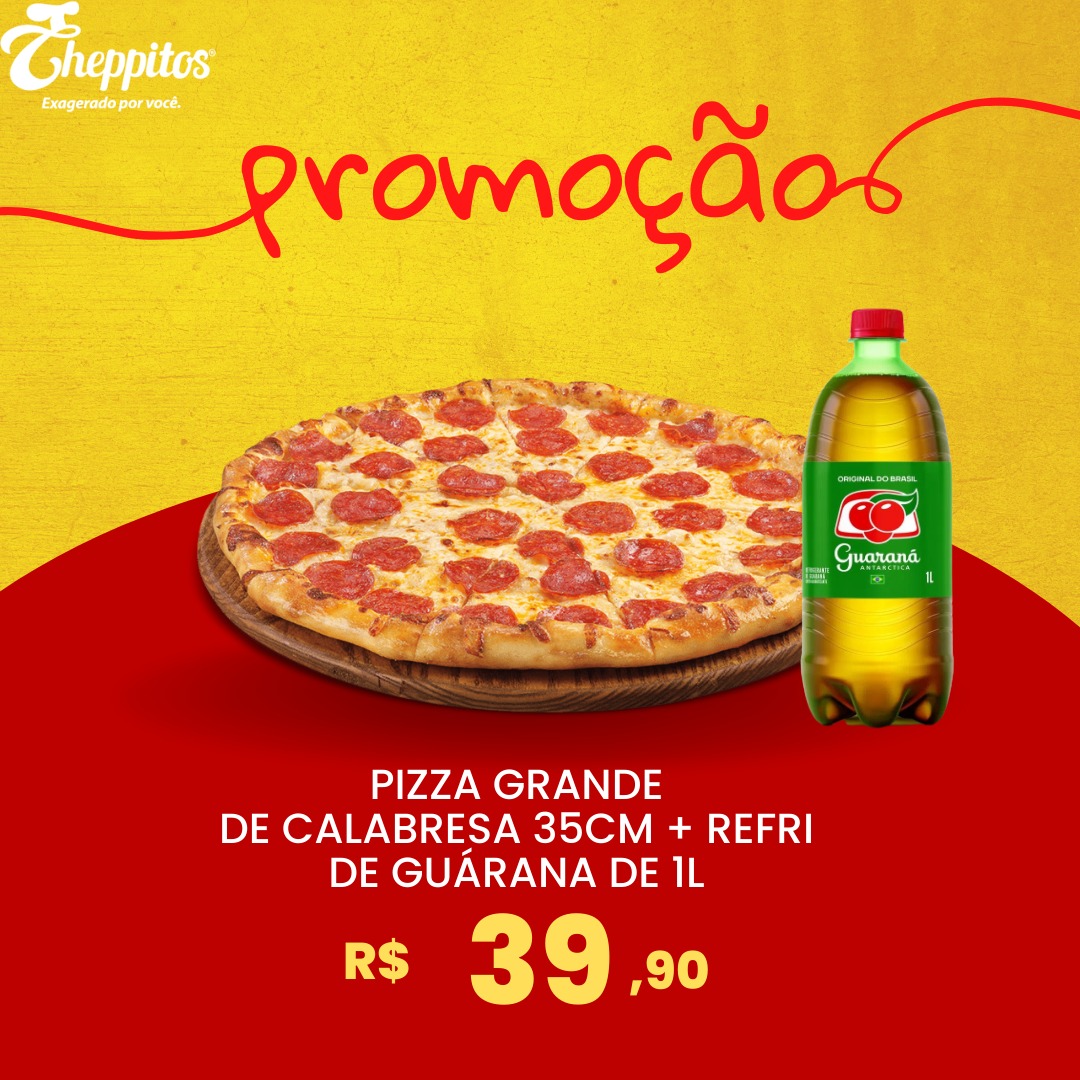 Cheppitos®
Exagerado por você.
promoção
ORIGINAL DO BRASIL
Guaraná
ANTARCTICA
1L
PIZZA GRANDE
DE CALABRESA 35CM + REFRI
DE GUÁRANA DE 1L
R$ 39,90